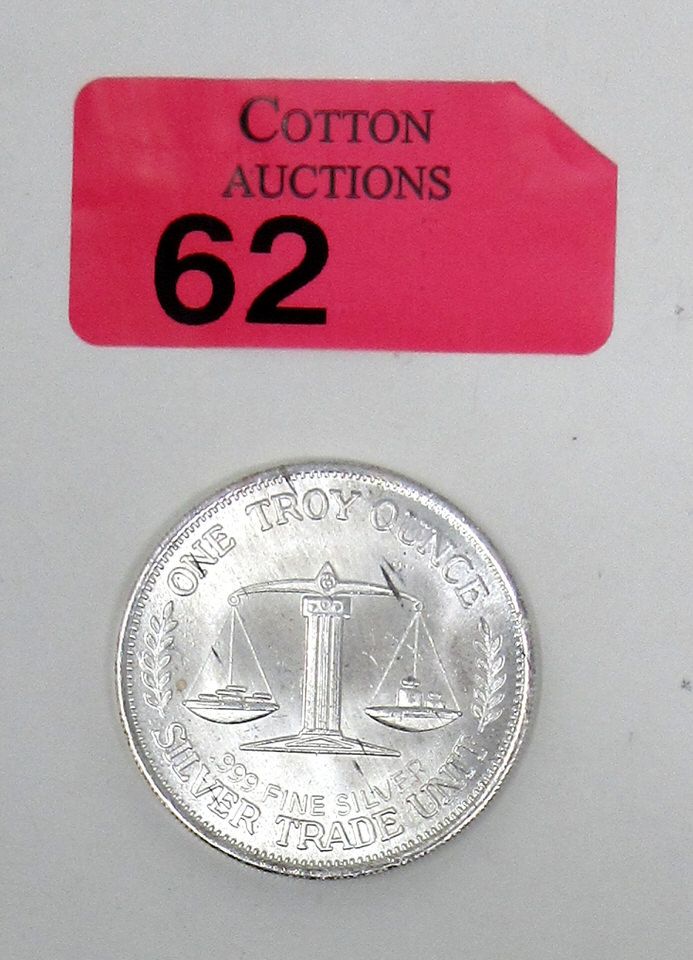 COTTON
AUCTIONS
62
ONE TROY OUNCE
.999 FINE SILVER
SILVER TRADE UNIT